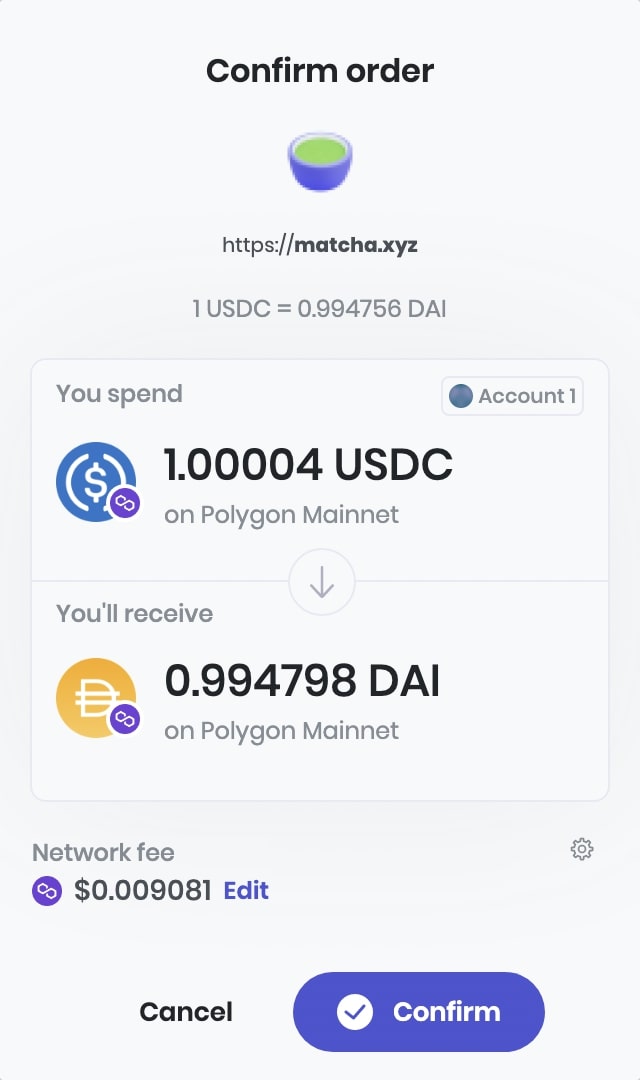 Confirm order
https://matcha.xyz
1 USDC = 0.994756 DAI
You spend
Account 1
1.00004 USDC
on Polygon Mainnet
You'll receive
0.994798 DAI
on Polygon Mainnet
Network fee
$0.009081 Edit
Cancel
Confirm